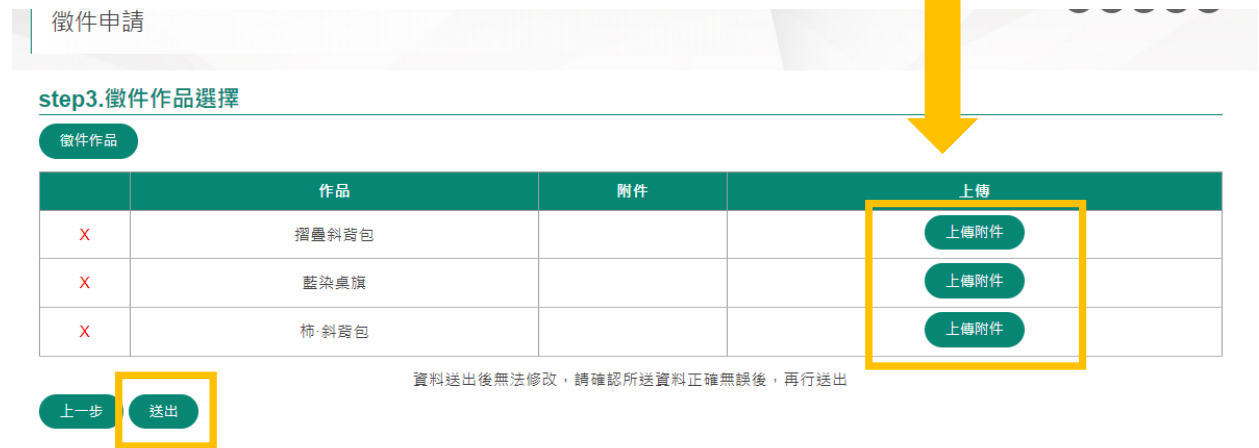 徵件申請
step3.徵件作品選擇
徵件作品
作品 附件 上傳
X 摺疊斜背包 上傳附件
X 藍染桌旗 上傳附件
X 柿·斜背包 上傳附件
資料送出後無法修改，請確認所送資料正確無誤後，再行送出
上一步 送出